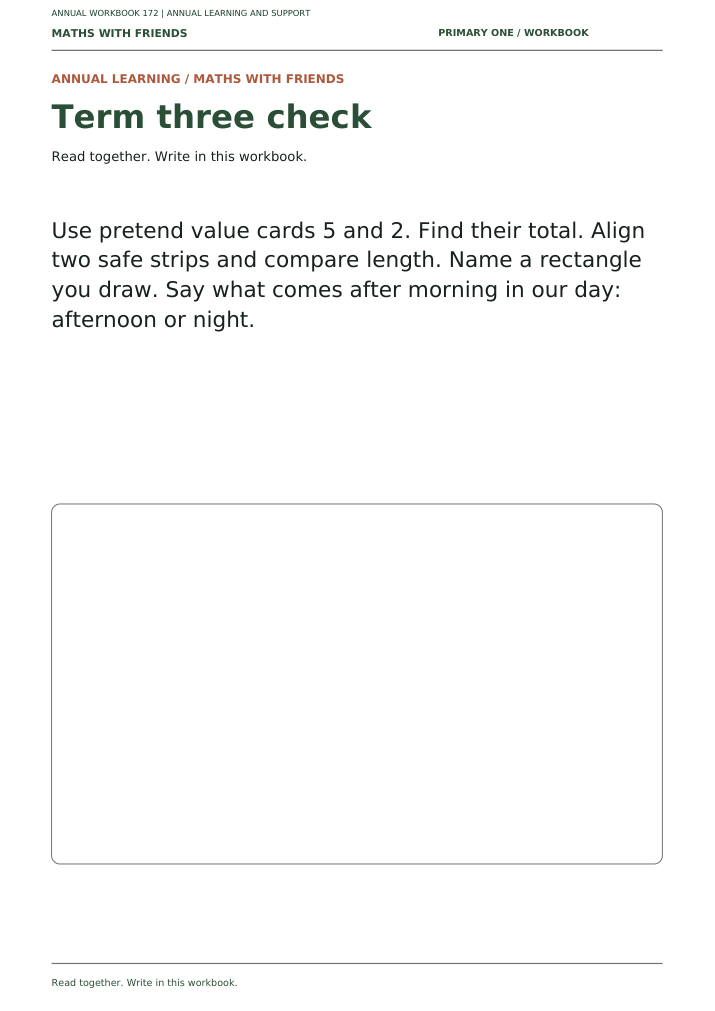 ANNUAL WORKBOOK 172 | ANNUAL LEARNING AND SUPPORT
MATHS WITH FRIENDS
PRIMARY ONE / WORKBOOK
ANNUAL LEARNING / MATHS WITH FRIENDS
Term three check
Read together. Write in this workbook.
Use pretend value cards 5 and 2. Find their total. Align
two safe strips and compare length. Name a rectangle
you draw. Say what comes after morning in our day:
afternoon or night.
Read together. Write in this workbook.